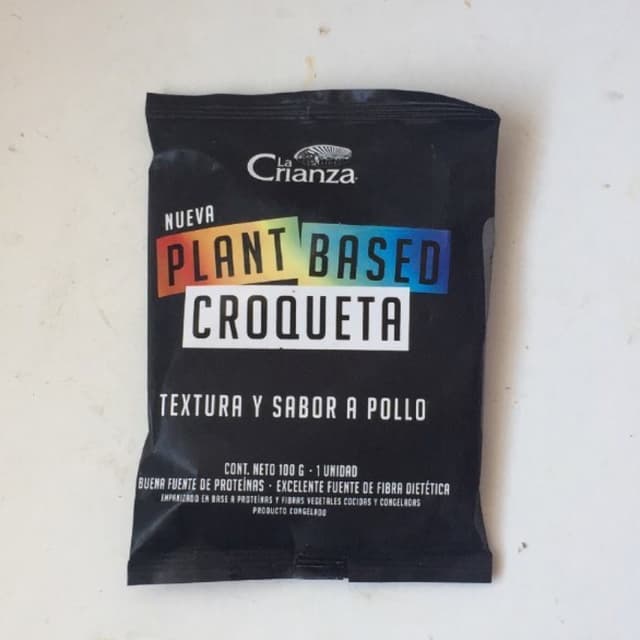 La
Crianza
NUEVA
PLANT BASED
CROQUETA
TEXTURA Y SABOR A POLLO
CONT. NETO 100 G · 1 UNIDAD
BUENA FUENTE DE PROTEÍNAS · EXCELENTE FUENTE DE FIBRA DIETÉTICA
EMPANIZADO EN BASE A PROTEÍNAS Y FIBRAS VEGETALES COCIDAS Y CONGELADAS
PRODUCTO CONGELADO